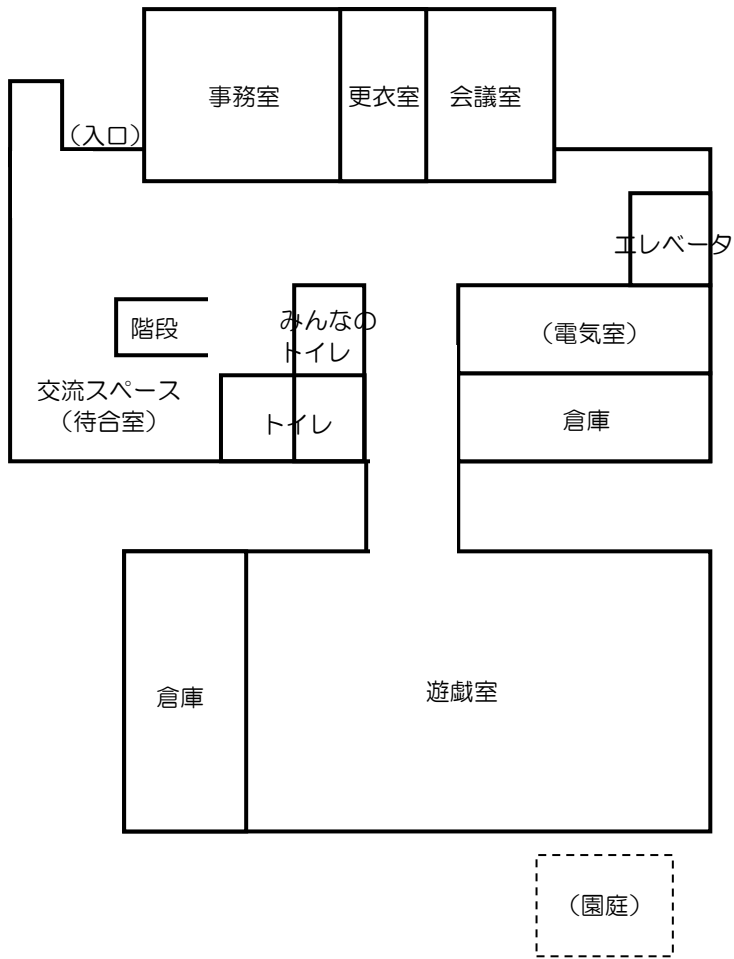 事務室
更衣室
会議室
（入口）
エレベータ
みんなの
トイレ
階段
（電気室）
交流スペース
（待合室）
トイレ
倉庫
倉庫
遊戯室
（園庭）